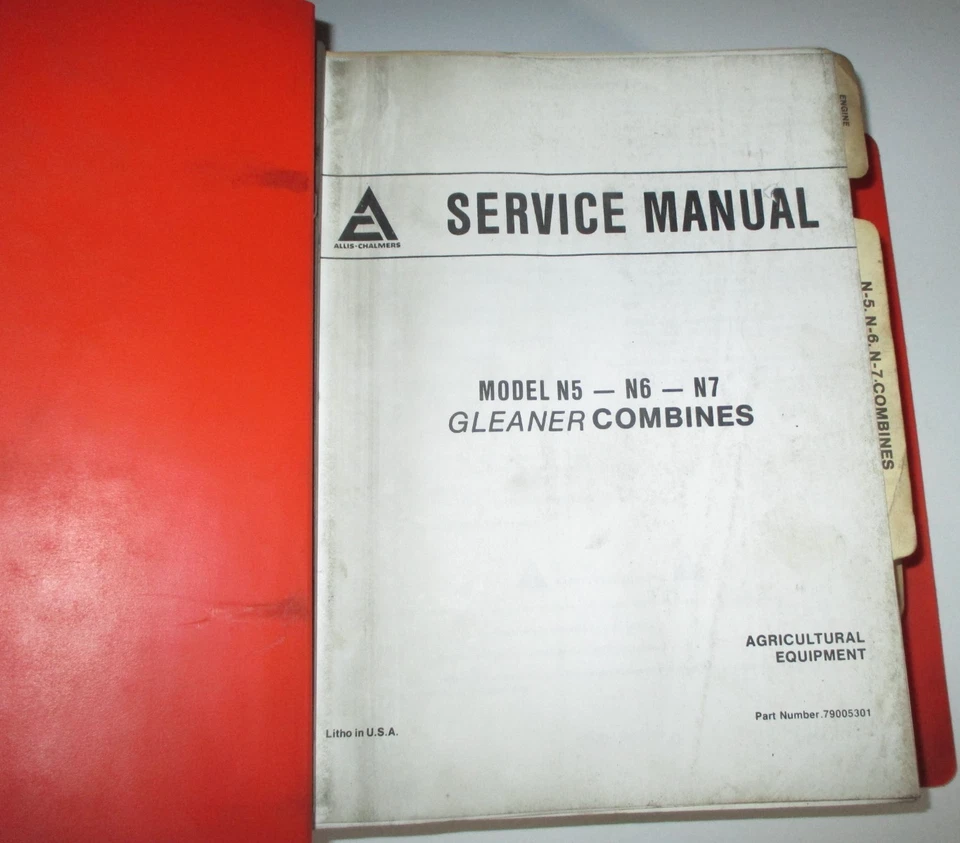 ENGINE
ALLIS-CHALMERS
SERVICE MANUAL
N-5, N-6, N-7 COMBINES
MODEL N5 — N6 — N7
GLEANER COMBINES
AGRICULTURAL
EQUIPMENT
Part Number 79005301
Litho in U.S.A.